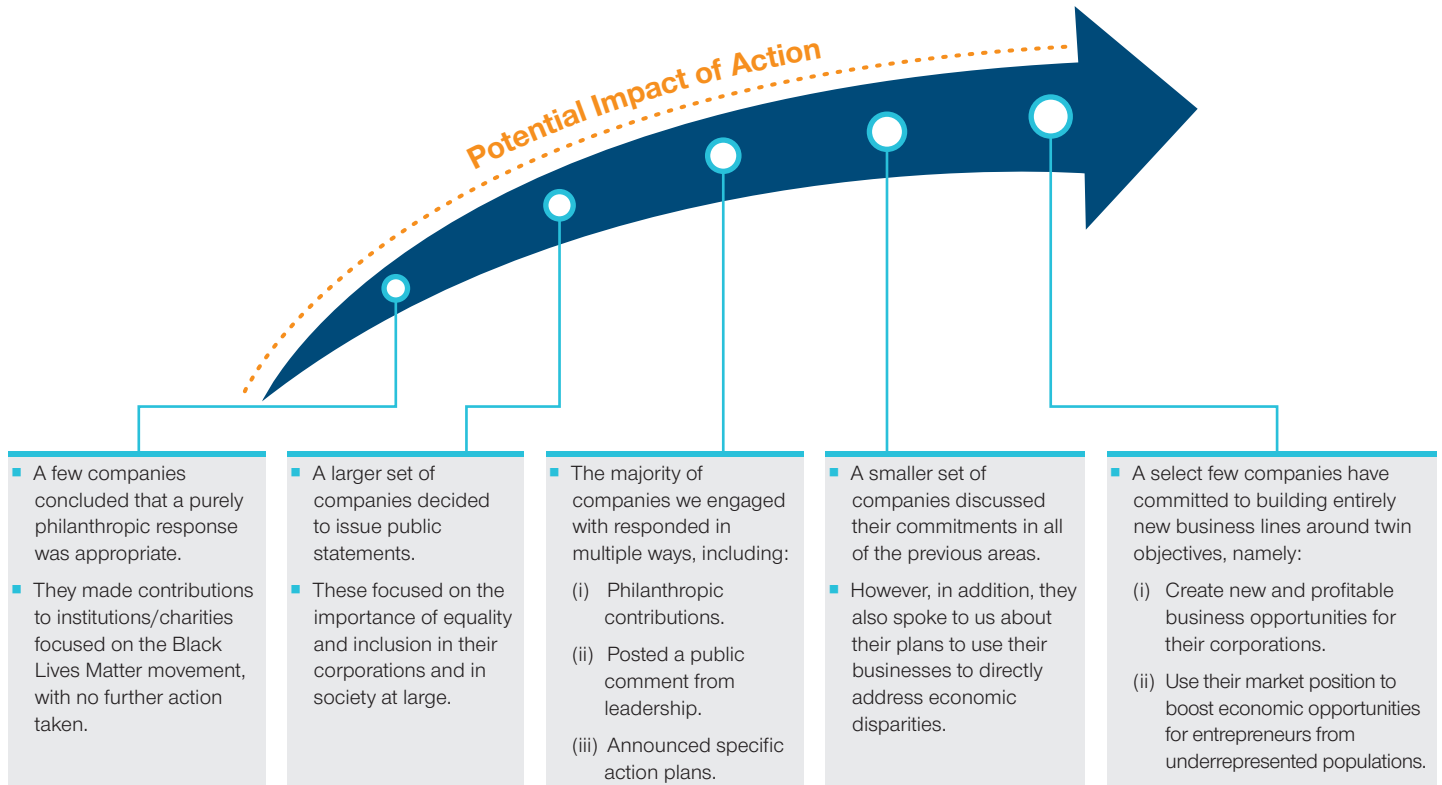 Potential Impact of Action
▪ A few companies
concluded that a purely
philanthropic response
was appropriate.
▪ They made contributions
to institutions/charities
focused on the Black
Lives Matter movement,
with no further action
taken.
▪ A larger set of
companies decided
to issue public
statements.
▪ These focused on the
importance of equality
and inclusion in their
corporations and in
society at large.
▪ The majority of
companies we engaged
with responded in
multiple ways, including:
(i) Philanthropic
contributions.
(ii) Posted a public
comment from
leadership.
(iii) Announced specific
action plans.
▪ A smaller set of
companies discussed
their commitments in all
of the previous areas.
▪ However, in addition, they
also spoke to us about
their plans to use their
businesses to directly
address economic
disparities.
▪ A select few companies have
committed to building entirely
new business lines around twin
objectives, namely:
(i) Create new and profitable
business opportunities for
their corporations.
(ii) Use their market position to
boost economic opportunities
for entrepreneurs from
underrepresented populations.